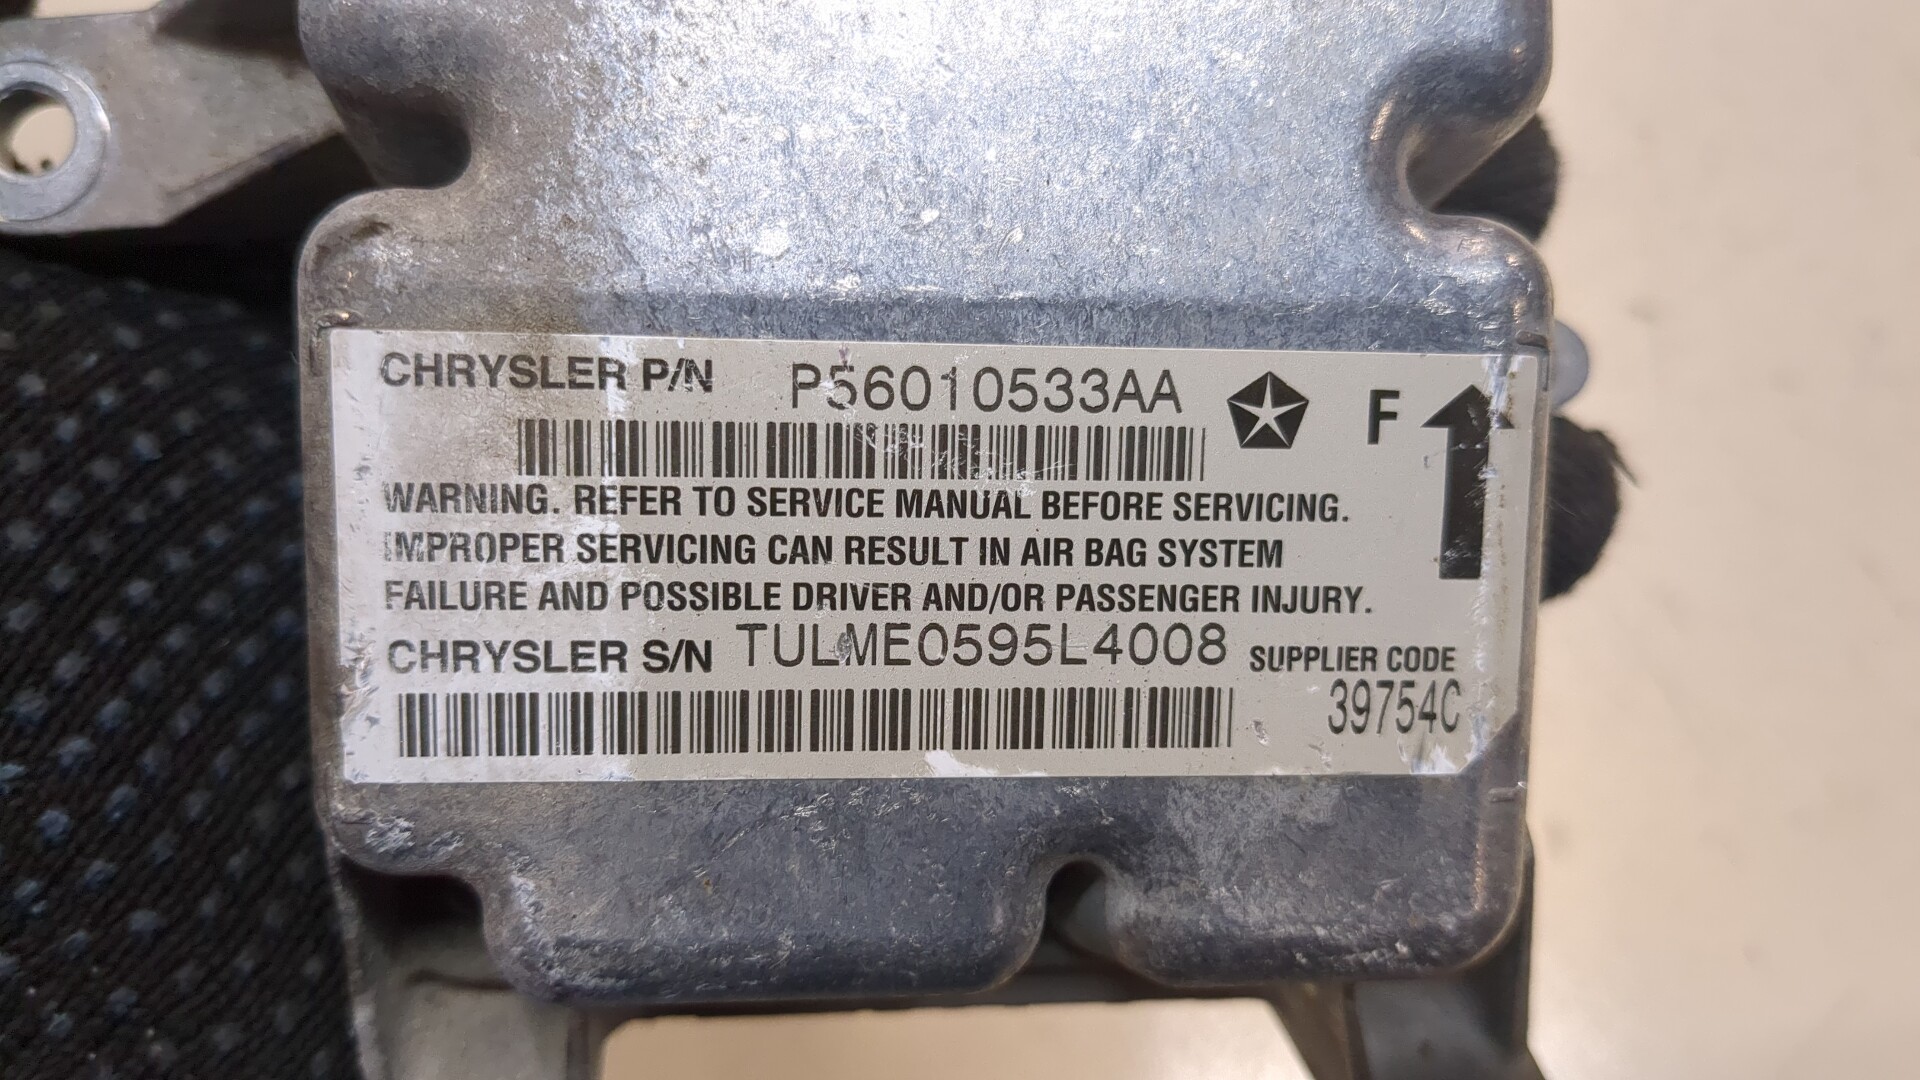 CHRYSLER P/N P56010533AA
F
WARNING. REFER TO SERVICE MANUAL BEFORE SERVICING.
IMPROPER SERVICING CAN RESULT IN AIR BAG SYSTEM
FAILURE AND POSSIBLE DRIVER AND/OR PASSENGER INJURY.
CHRYSLER S/N TULME0595L4008 SUPPLIER CODE
39754C